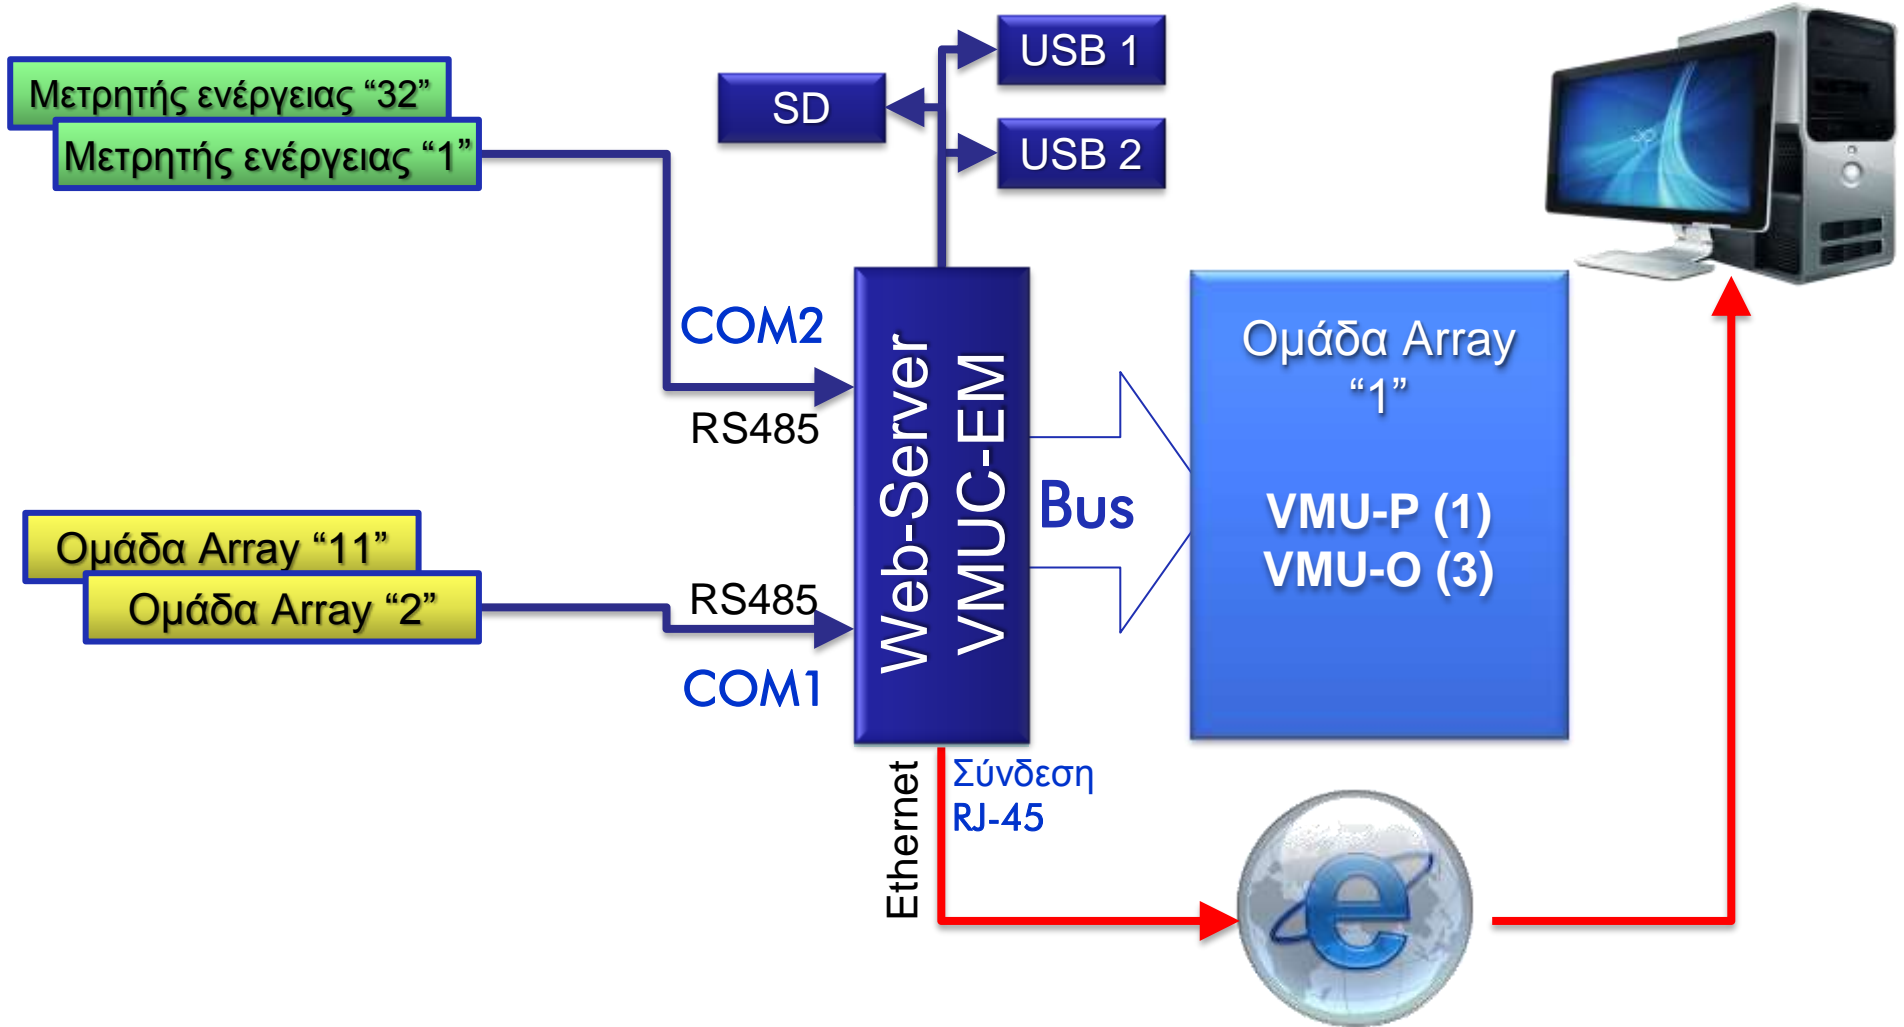 USB 1
SD
USB 2
Μετρητής ενέργειας “32”
Μετρητής ενέργειας “1”
COM2
RS485
Ομάδα Array “11”
Ομάδα Array “2”
RS485
COM1
Web-Server
VMUC-EM
Bus
Ομάδα Array
“1”
VMU-P (1)
VMU-O (3)
Ethernet
Σύνδεση
RJ-45
e